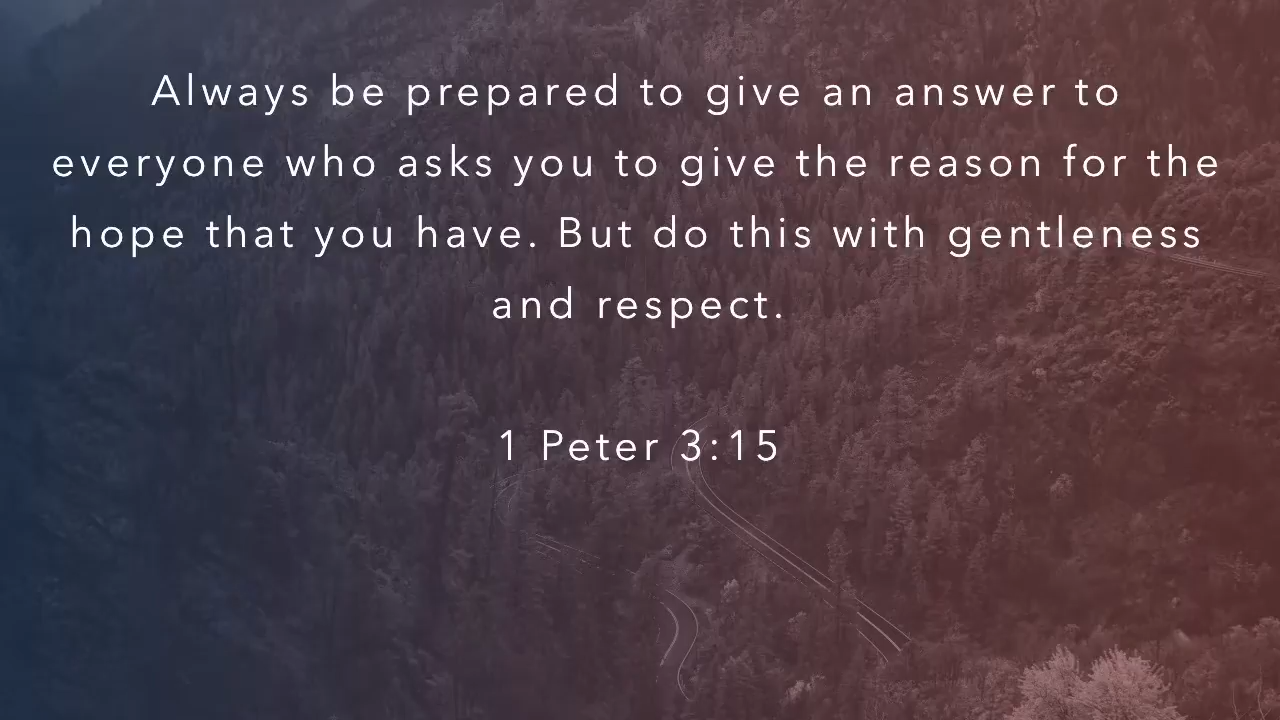 Always be prepared to give an answer to
everyone who asks you to give the reason for the
hope that you have. But do this with gentleness
and respect.
1 Peter 3:15